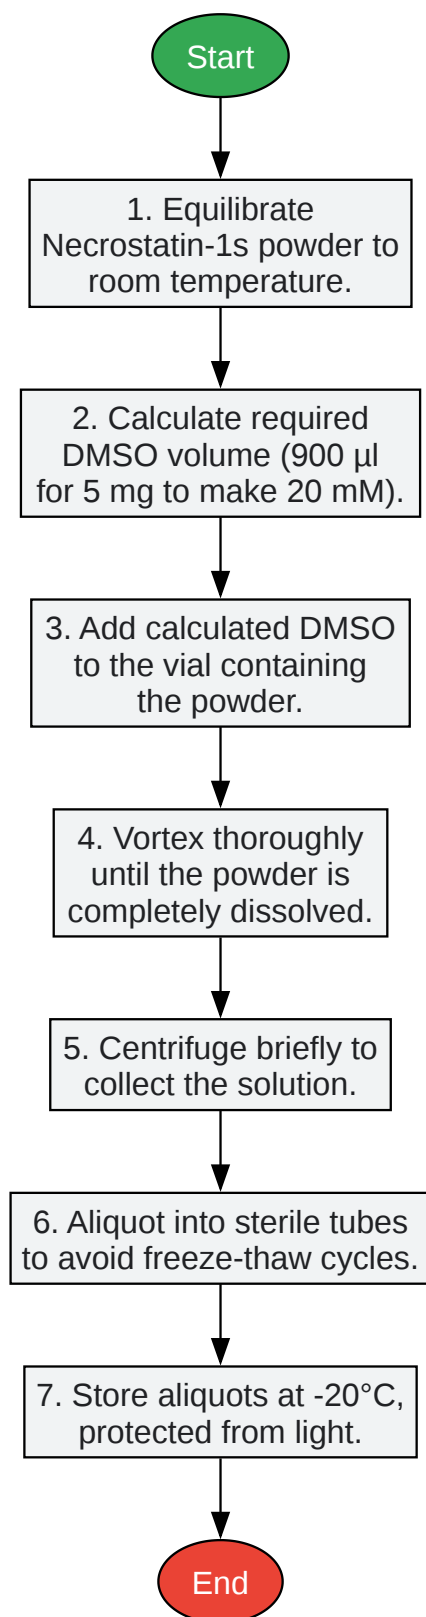 Start
1. Equilibrate
Necrostatin-1s powder to
room temperature.
2. Calculate required
DMSO volume (900 µl
for 5 mg to make 20 mM).
3. Add calculated DMSO
to the vial containing
the powder.
4. Vortex thoroughly
until the powder is
completely dissolved.
5. Centrifuge briefly to
collect the solution.
6. Aliquot into sterile tubes
to avoid freeze-thaw cycles.
7. Store aliquots at -20°C,
protected from light.
End